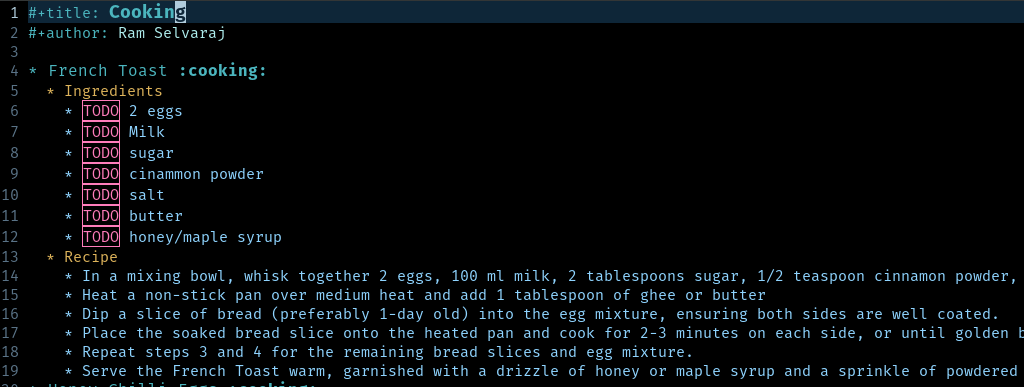 1 #+title: Cooking
2 #+author: Ram Selvaraj
3
4 * French Toast :cooking:
5 * Ingredients
6 * TODO 2 eggs
7 * TODO Milk
8 * TODO sugar
9 * TODO cinammon powder
10 * TODO salt
11 * TODO butter
12 * TODO honey/maple syrup
13 * Recipe
14 * In a mixing bowl, whisk together 2 eggs, 100 ml milk, 2 tablespoons sugar, 1/2 teaspoon cinnamon powder,
15 * Heat a non-stick pan over medium heat and add 1 tablespoon of ghee or butter
16 * Dip a slice of bread (preferably 1-day old) into the egg mixture, ensuring both sides are well coated.
17 * Place the soaked bread slice onto the heated pan and cook for 2-3 minutes on each side, or until golden b
18 * Repeat steps 3 and 4 for the remaining bread slices and egg mixture.
19 * Serve the French Toast warm, garnished with a drizzle of honey or maple syrup and a sprinkle of powdered
20 * Honey Chilli Eggs :cooking: